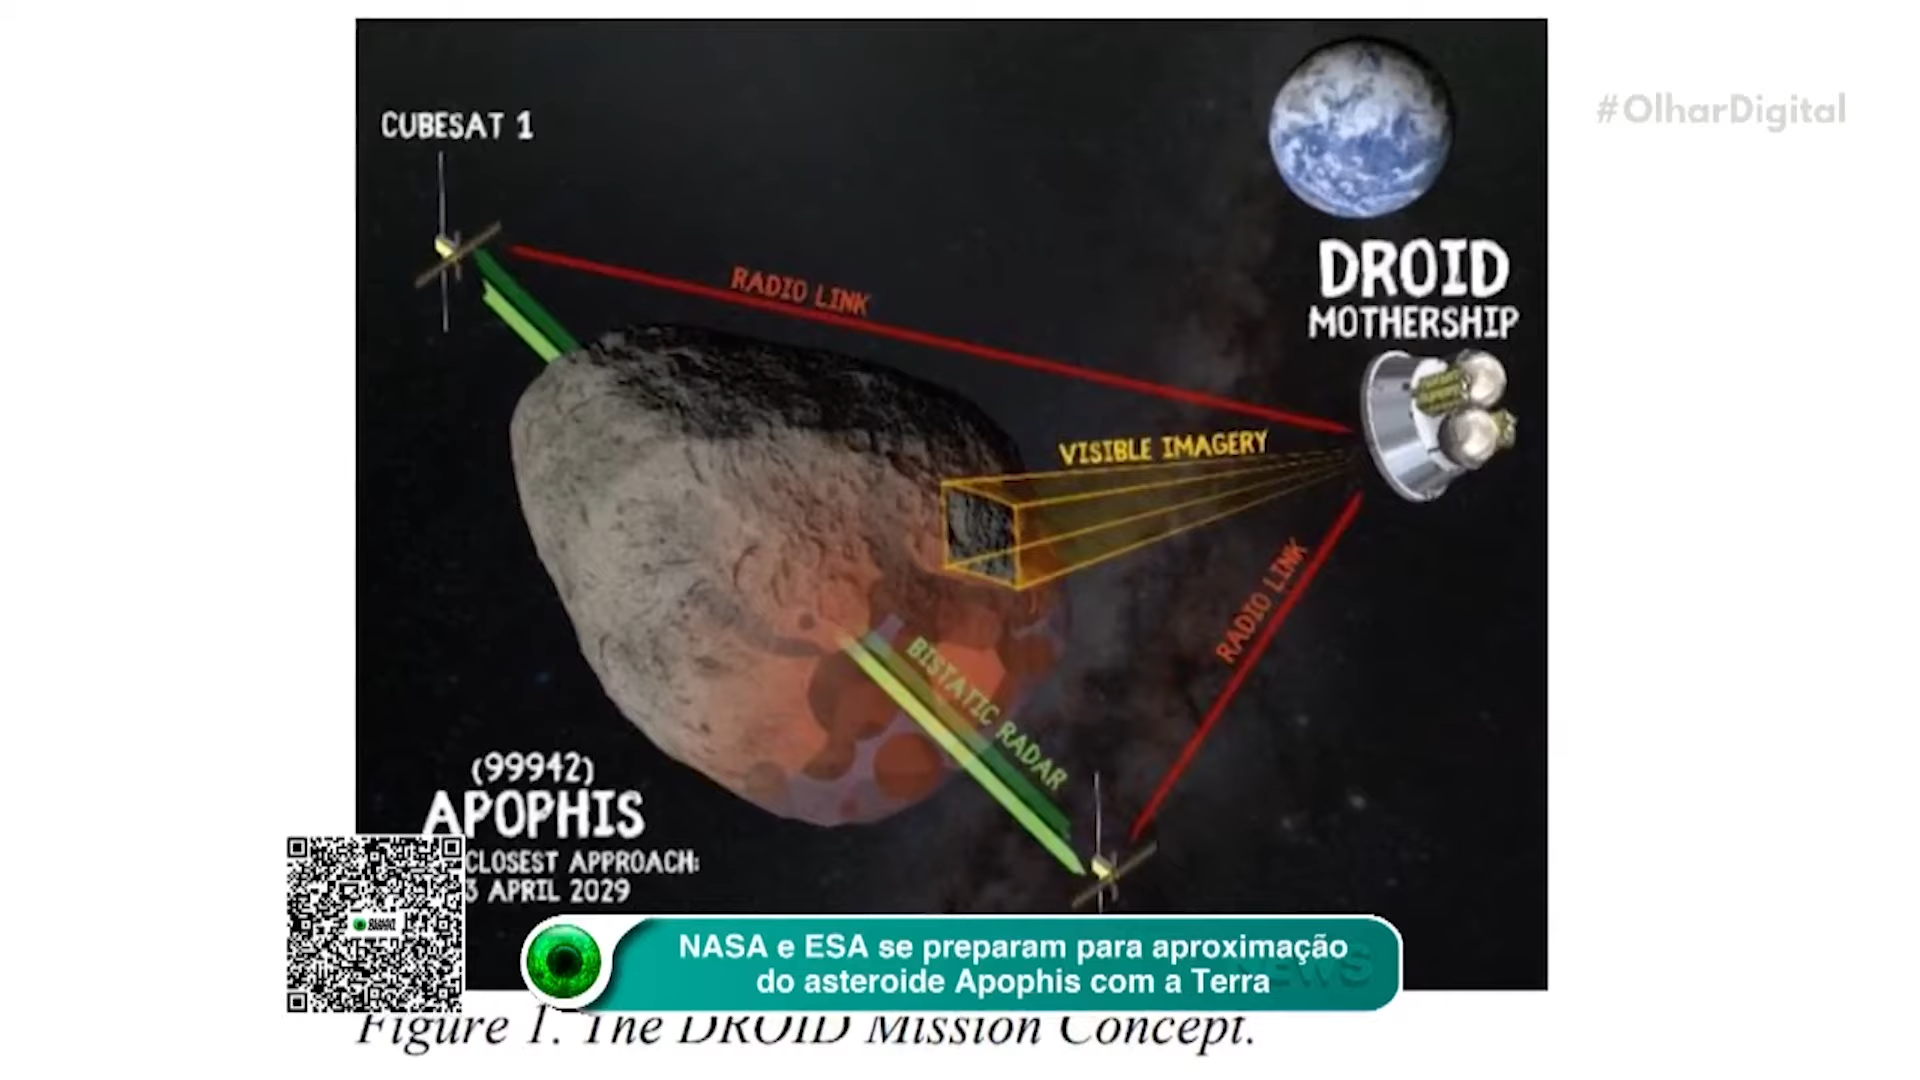 #OlharDigital
CUBESAT 1
RADIO LINK
DROID
MOTHERSHIP
VISIBLE IMAGERY
RADIO LINK
BISTATIC RADAR
(99942)
APOPHIS
CLOSEST APPROACH:
3 APRIL 2029
NASA e ESA se preparam para aproximação
do asteroide Apophis com a Terra
Figure 1. The DROID Mission Concept.